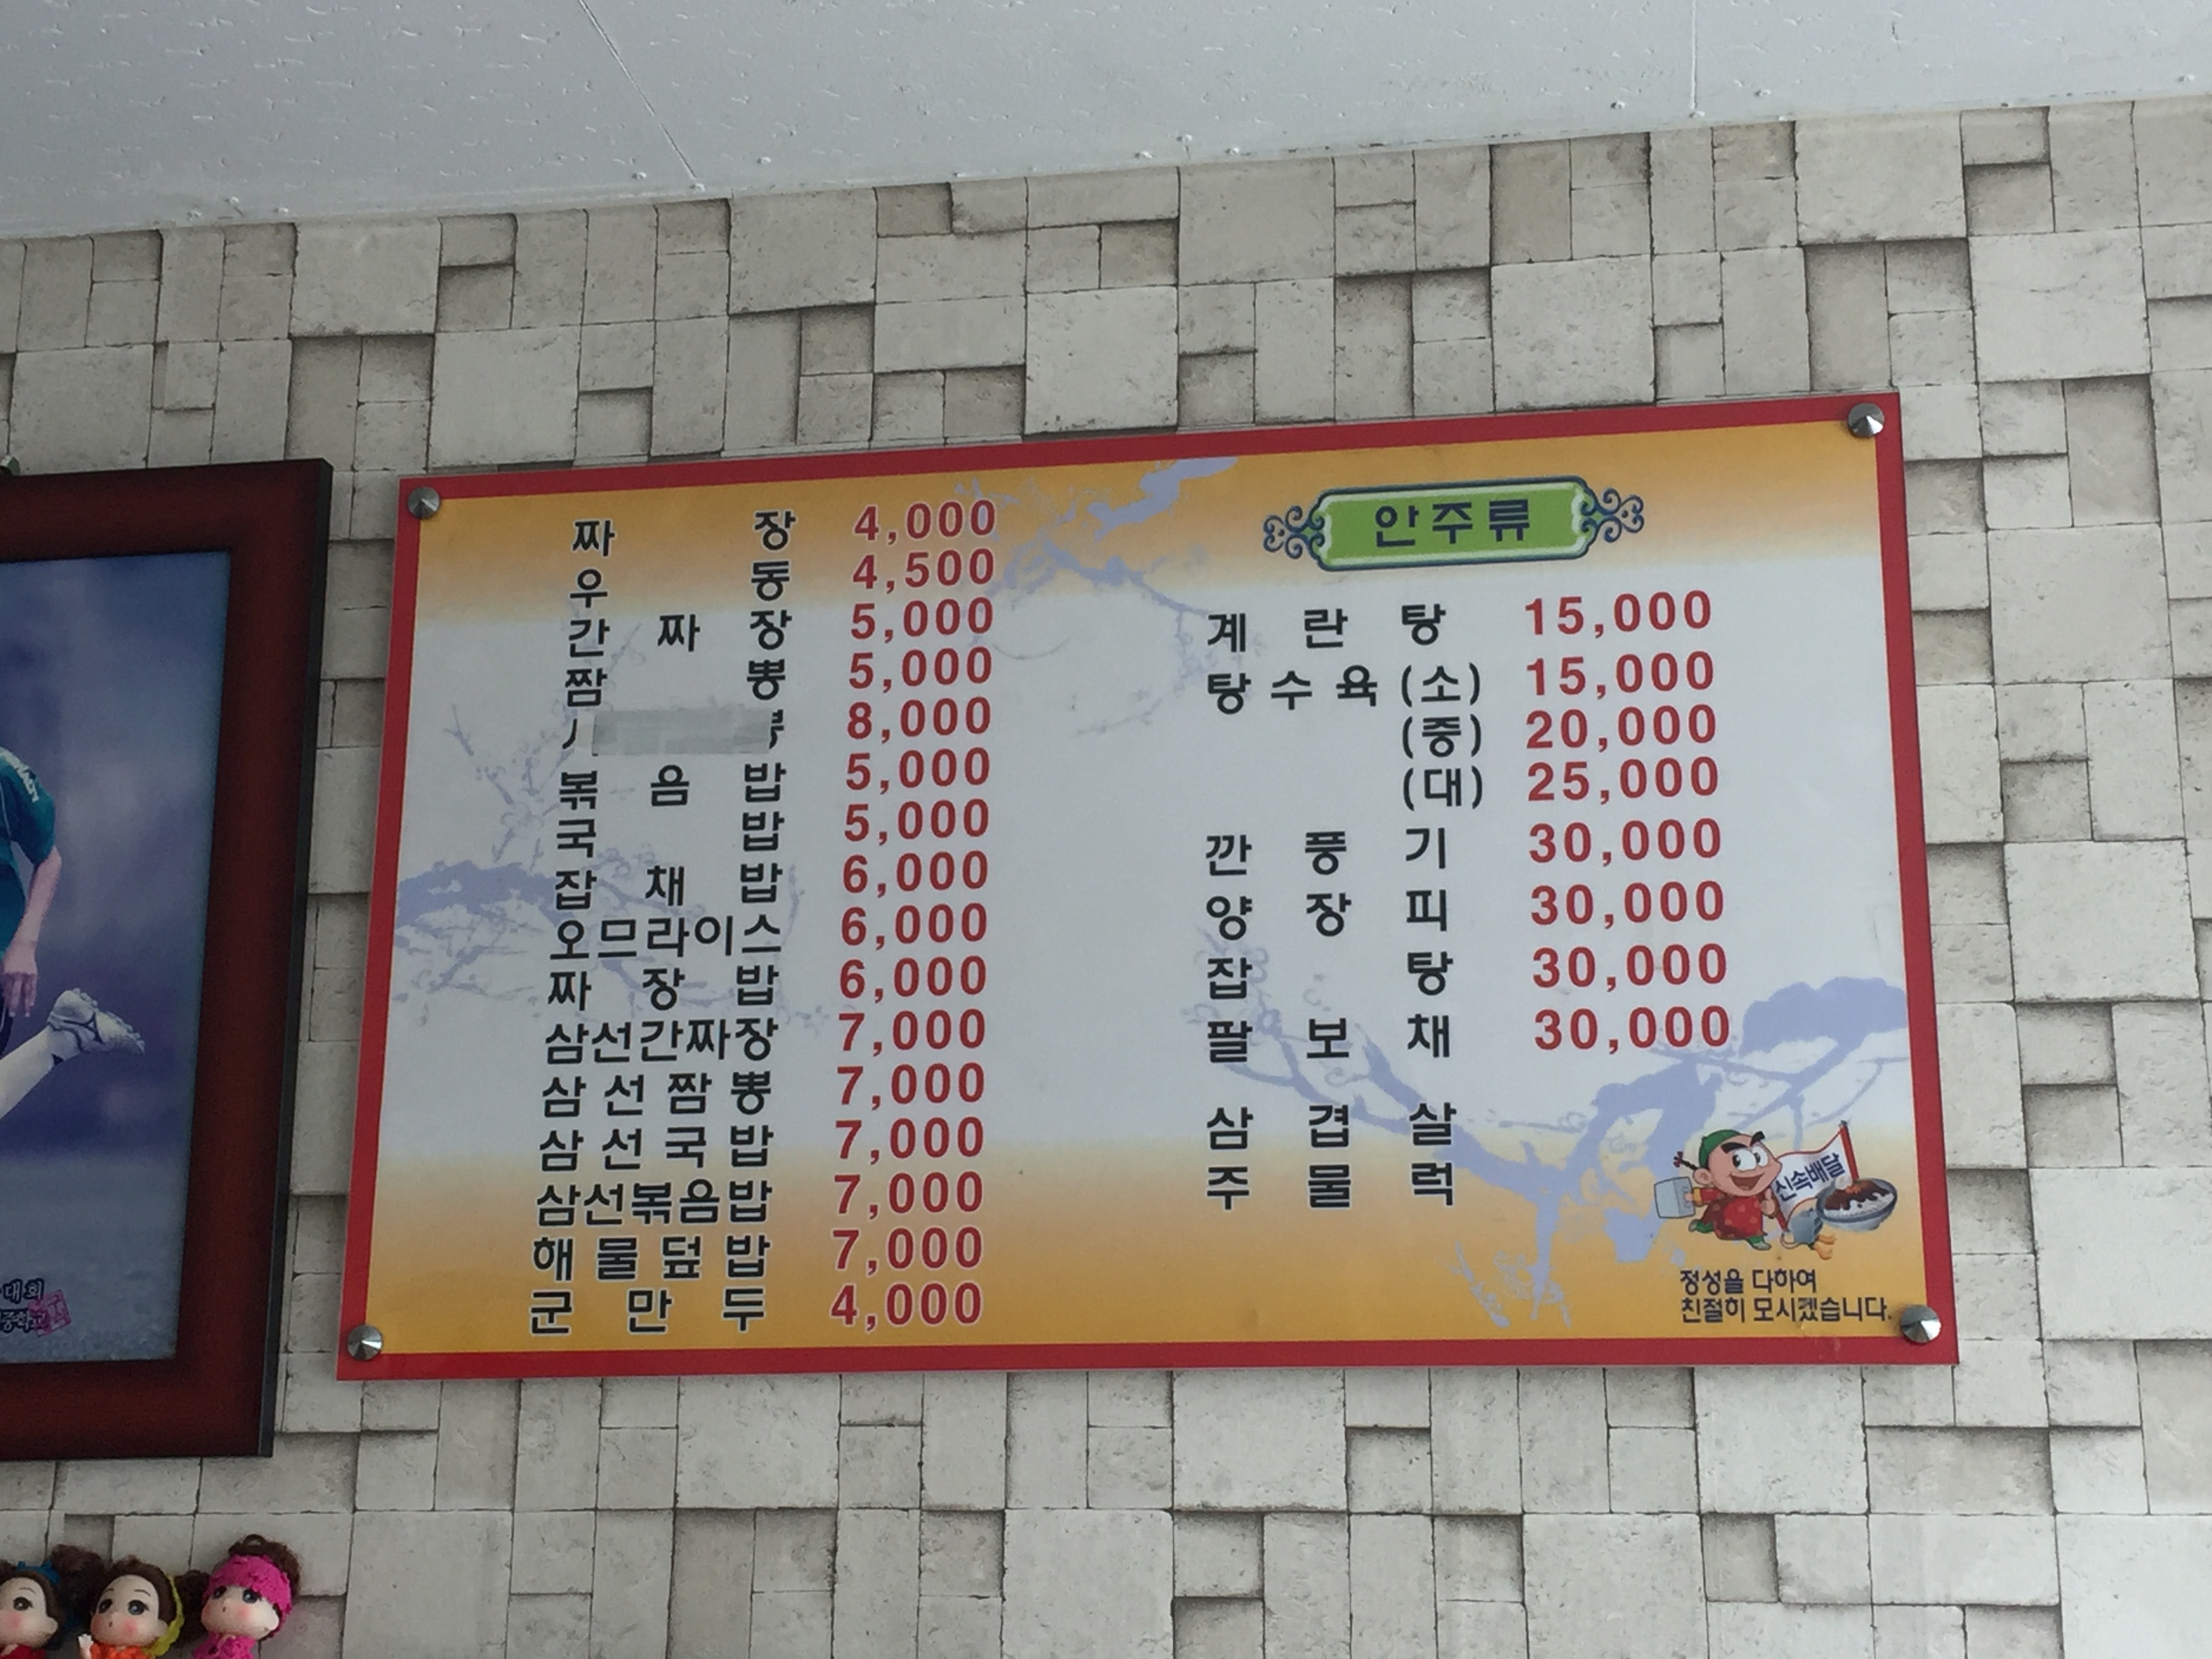 짜장 4,000
우동 4,500
간짜장 5,000
짬뽕 5,000
8,000
볶음밥 5,000
국밥 5,000
잡채밥 6,000
오므라이스 6,000
짜장밥 6,000
삼선간짜장 7,000
삼선짬뽕 7,000
삼선국밥 7,000
삼선볶음밥 7,000
해물덮밥 7,000
군만두 4,000
안주류
계란탕 15,000
탕수육 (소) 15,000
(중) 20,000
(대) 25,000
깐풍기 30,000
양장피 30,000
잡탕 30,000
팔보채 30,000
삼겹살
주물럭
신속배달
정성을 다하여
친절히 모시겠습니다.
대회